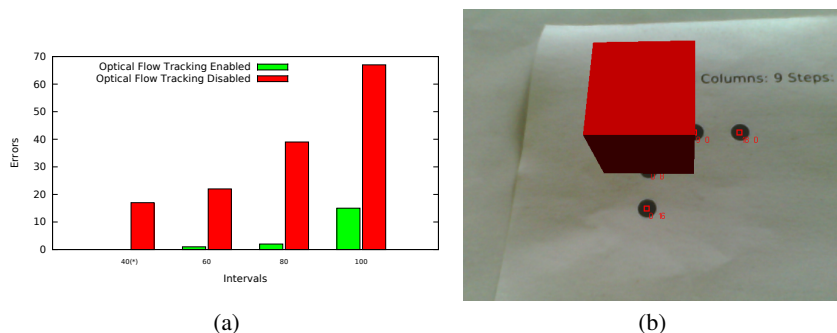 Optical Flow Tracking Enabled
Optical Flow Tracking Disabled
70
60
50
40
30
20
10
0
Errors
40(*) 60 80 100
Intervals
(a)
Columns: 9 Steps:
(b)